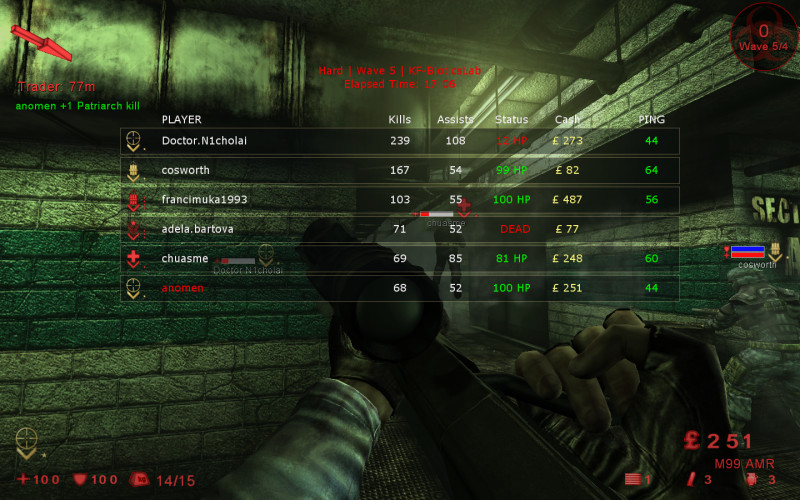 0
Wave 5/4
Trader: 77m
anomen +1 Patriarch kill
Hard | Wave 5 |
Elapsed Time:
PLAYER Kills Assists Status Cash PING
Doctor.N1cholai 239 108 HP £ 273 44
cosworth 167 54 99 HP £ 82 64
francimuka1993 103 55 100 HP £ 487 56
adela.bartova 71 52 DEAD £ 77
chuasme 69 85 81 HP £ 248 60
anomen 68 52 100 HP £ 251 44
chuasme
Doctor.N1cholai
cosworth
SECT
£ 251
M99 AMR
100 100 14/15 1 3 3